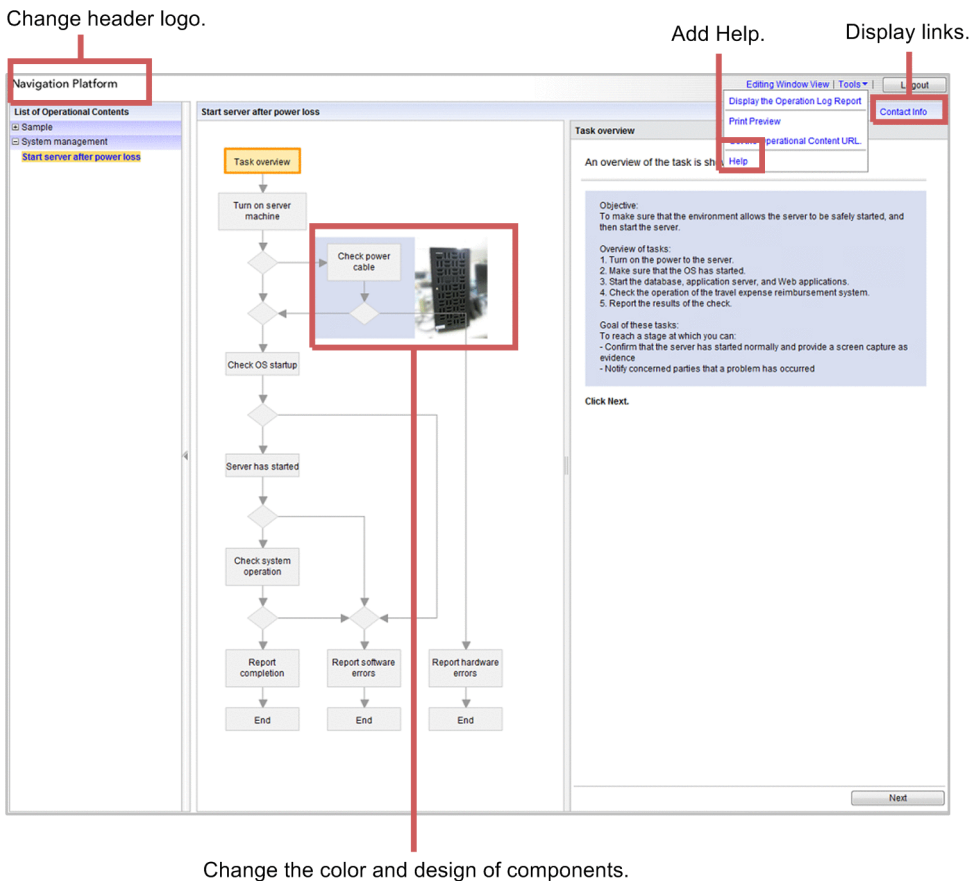 Change header logo.
Add Help.
Display links.
Navigation Platform
Editing Window View | Tools |
Logout
Display the Operation Log Report
Print Preview
Operational Content URL.
Help
Contact Info
List of Operational Contents
Sample
System management
Start server after power loss
Start server after power loss
Task overview
Turn on server
machine
Check power
cable
Check OS startup
Server has started
Check system
operation
Report
completion
Report software
errors
Report hardware
errors
End
End
End
Task overview
An overview of the task is
Objective:
To make sure that the environment allows the server to be safely started, and
then start the server.
Overview of tasks:
1. Turn on the power to the server.
2. Make sure that the OS has started.
3. Start the database, application server, and Web applications.
4. Check the operation of the travel expense reimbursement system.
5. Report the results of the check.
Goal of these tasks:
To reach a stage at which you can:
- Confirm that the server has started normally and provide a screen capture as
evidence
- Notify concerned parties that a problem has occurred
Click Next.
Next
Change the color and design of components.